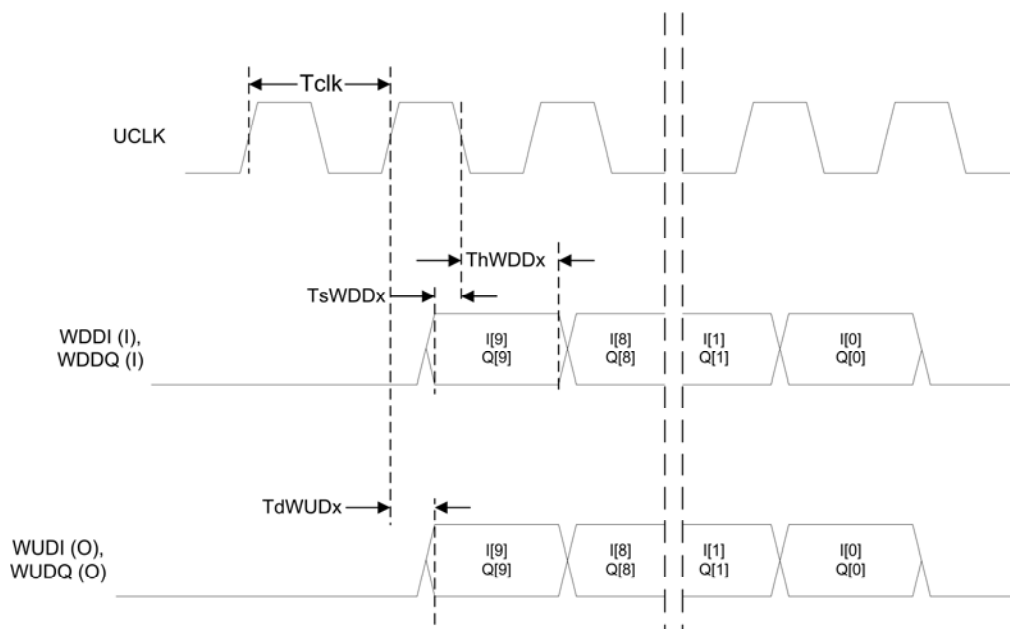 Tclk
UCLK
ThWDDx
TsWDDx
WDDI (I),
WDDQ (I)
I[9]
Q[9]
I[8]
Q[8]
I[1]
Q[1]
I[0]
Q[0]
TdWUDx
WUDI (O),
WUDQ (O)
I[9]
Q[9]
I[8]
Q[8]
I[1]
Q[1]
I[0]
Q[0]